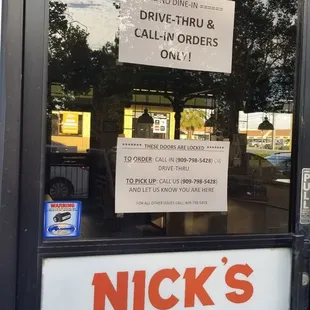 NO DINE-IN
DRIVE-THRU &
CALL-IN ORDERS
ONLY!
THESE DOORS ARE LOCKED
TO ORDER: CALL IN (909-798-5428) OR
DRIVE-THRU
TO PICK UP: CALL US (909-798-5428)
AND LET US KNOW YOU ARE HERE
WARNING
PULL
NICK'S